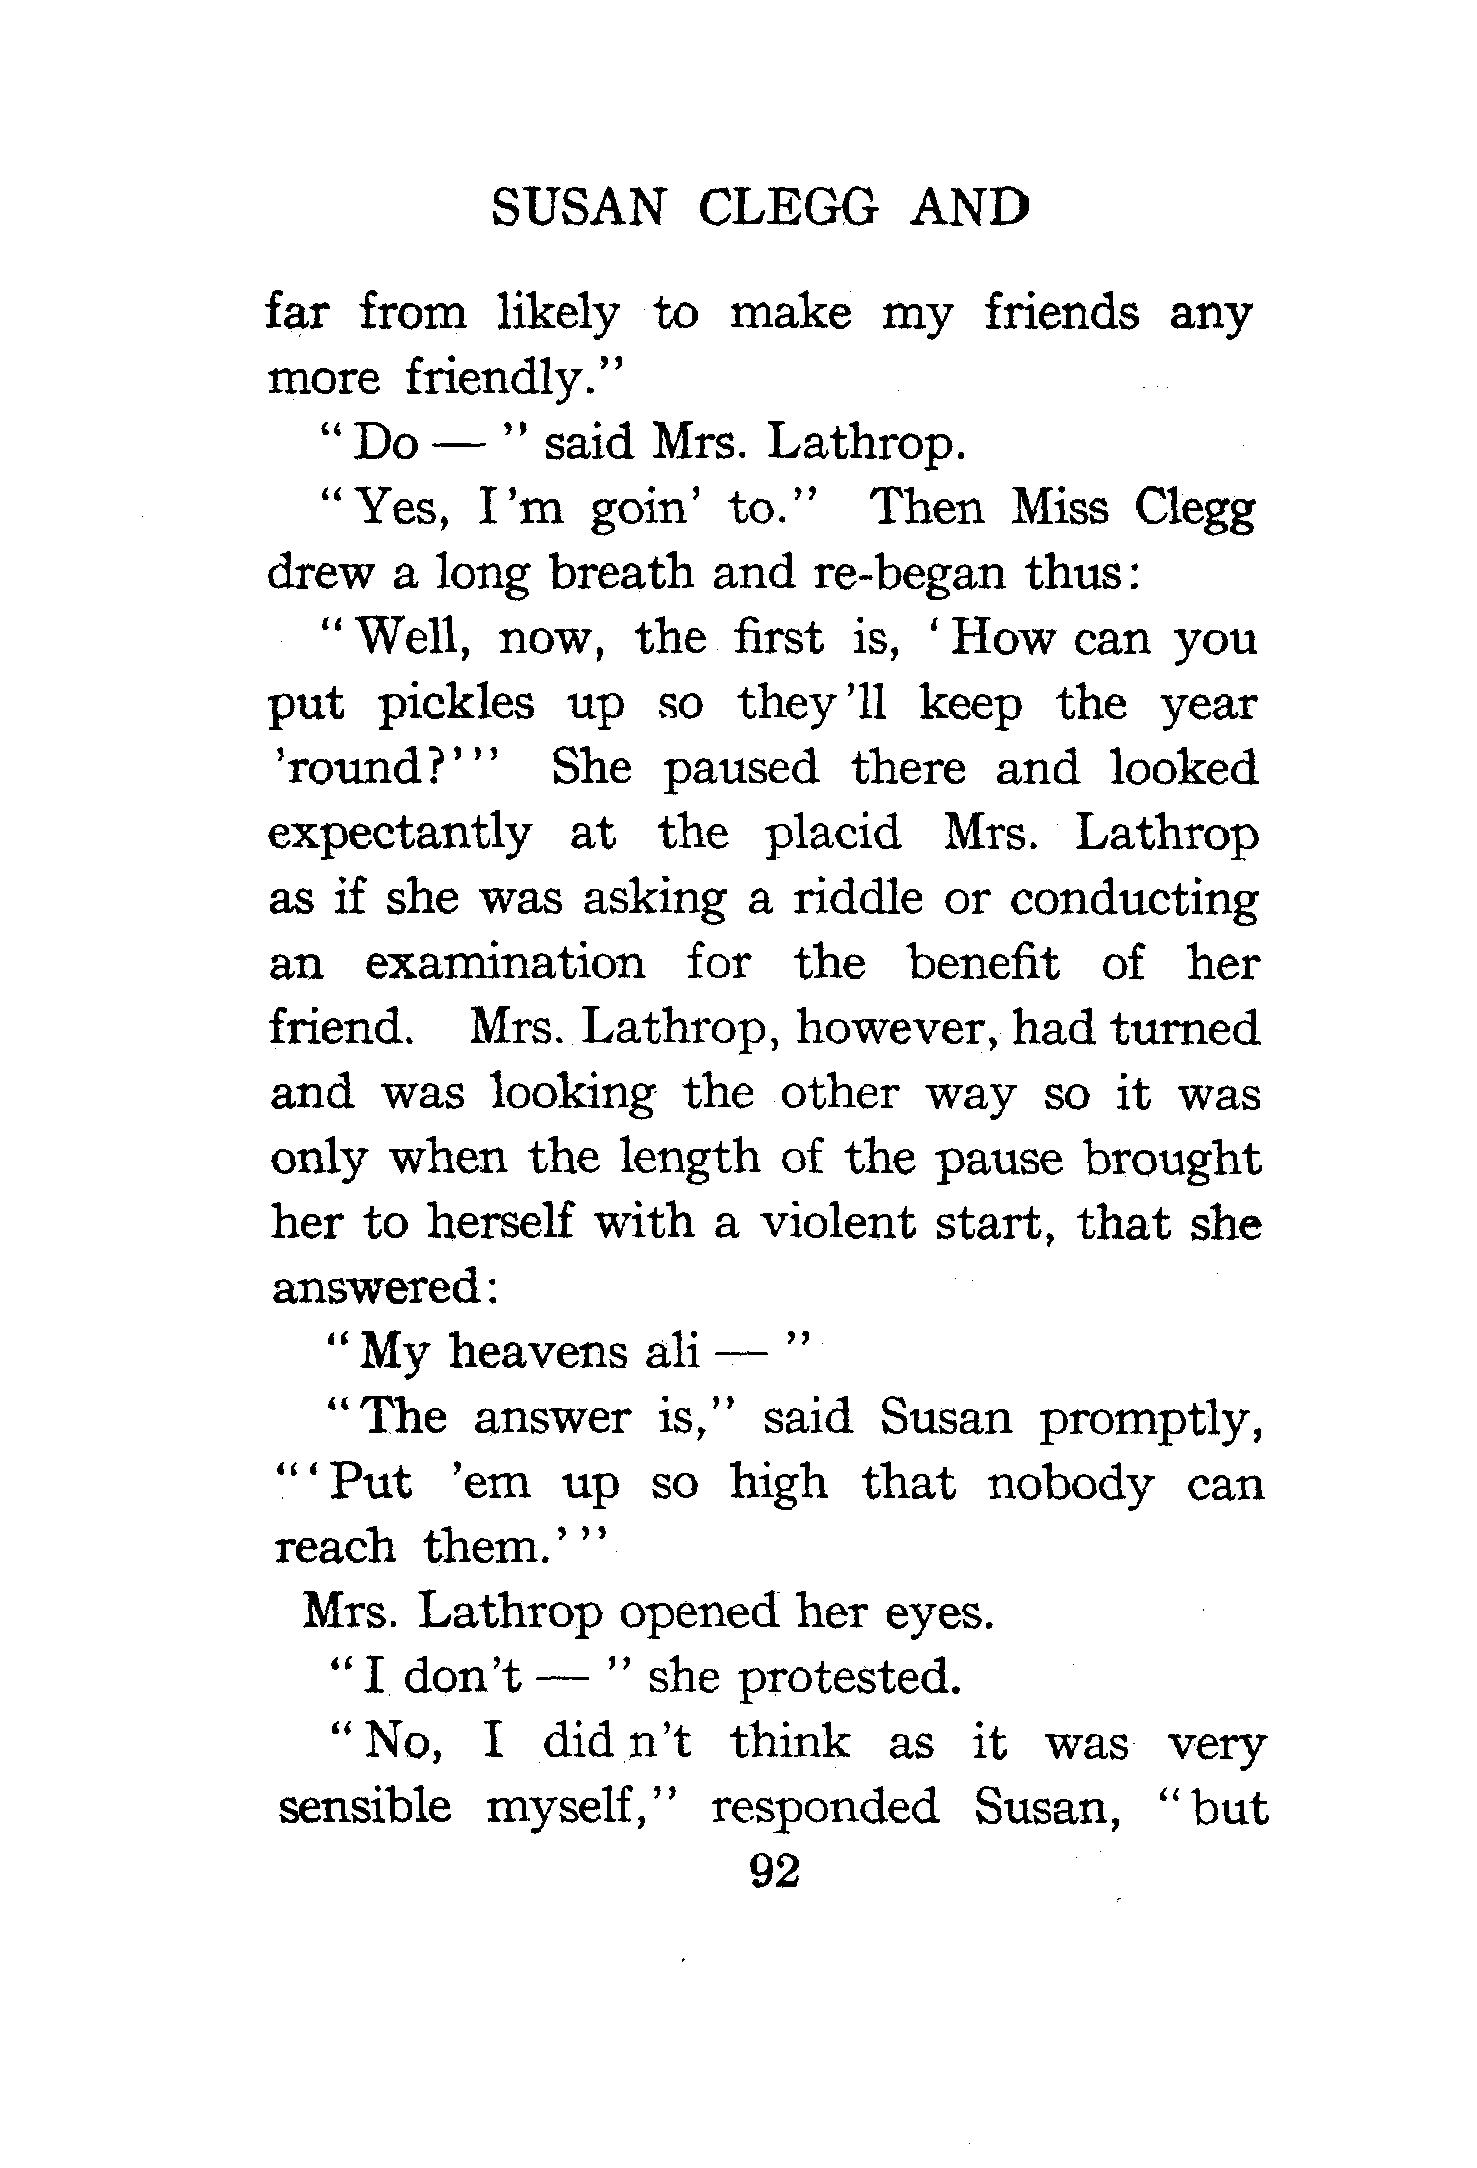 SUSAN CLEGG AND
far from likely to make my friends any
more friendly."
"Do — " said Mrs. Lathrop.
"Yes, I'm goin' to." Then Miss Clegg
drew a long breath and re-began thus:
"Well, now, the first is, 'How can you
put pickles up so they'll keep the year
'round?'" She paused there and looked
expectantly at the placid Mrs. Lathrop
as if she was asking a riddle or conducting
an examination for the benefit of her
friend. Mrs. Lathrop, however, had turned
and was looking the other way so it was
only when the length of the pause brought
her to herself with a violent start, that she
answered:
"My heavens ali — "
"The answer is," said Susan promptly,
"'Put 'em up so high that nobody can
reach them.'"
Mrs. Lathrop opened her eyes.
"I don't — " she protested.
"No, I did n't think as it was very
sensible myself," responded Susan, "but
92